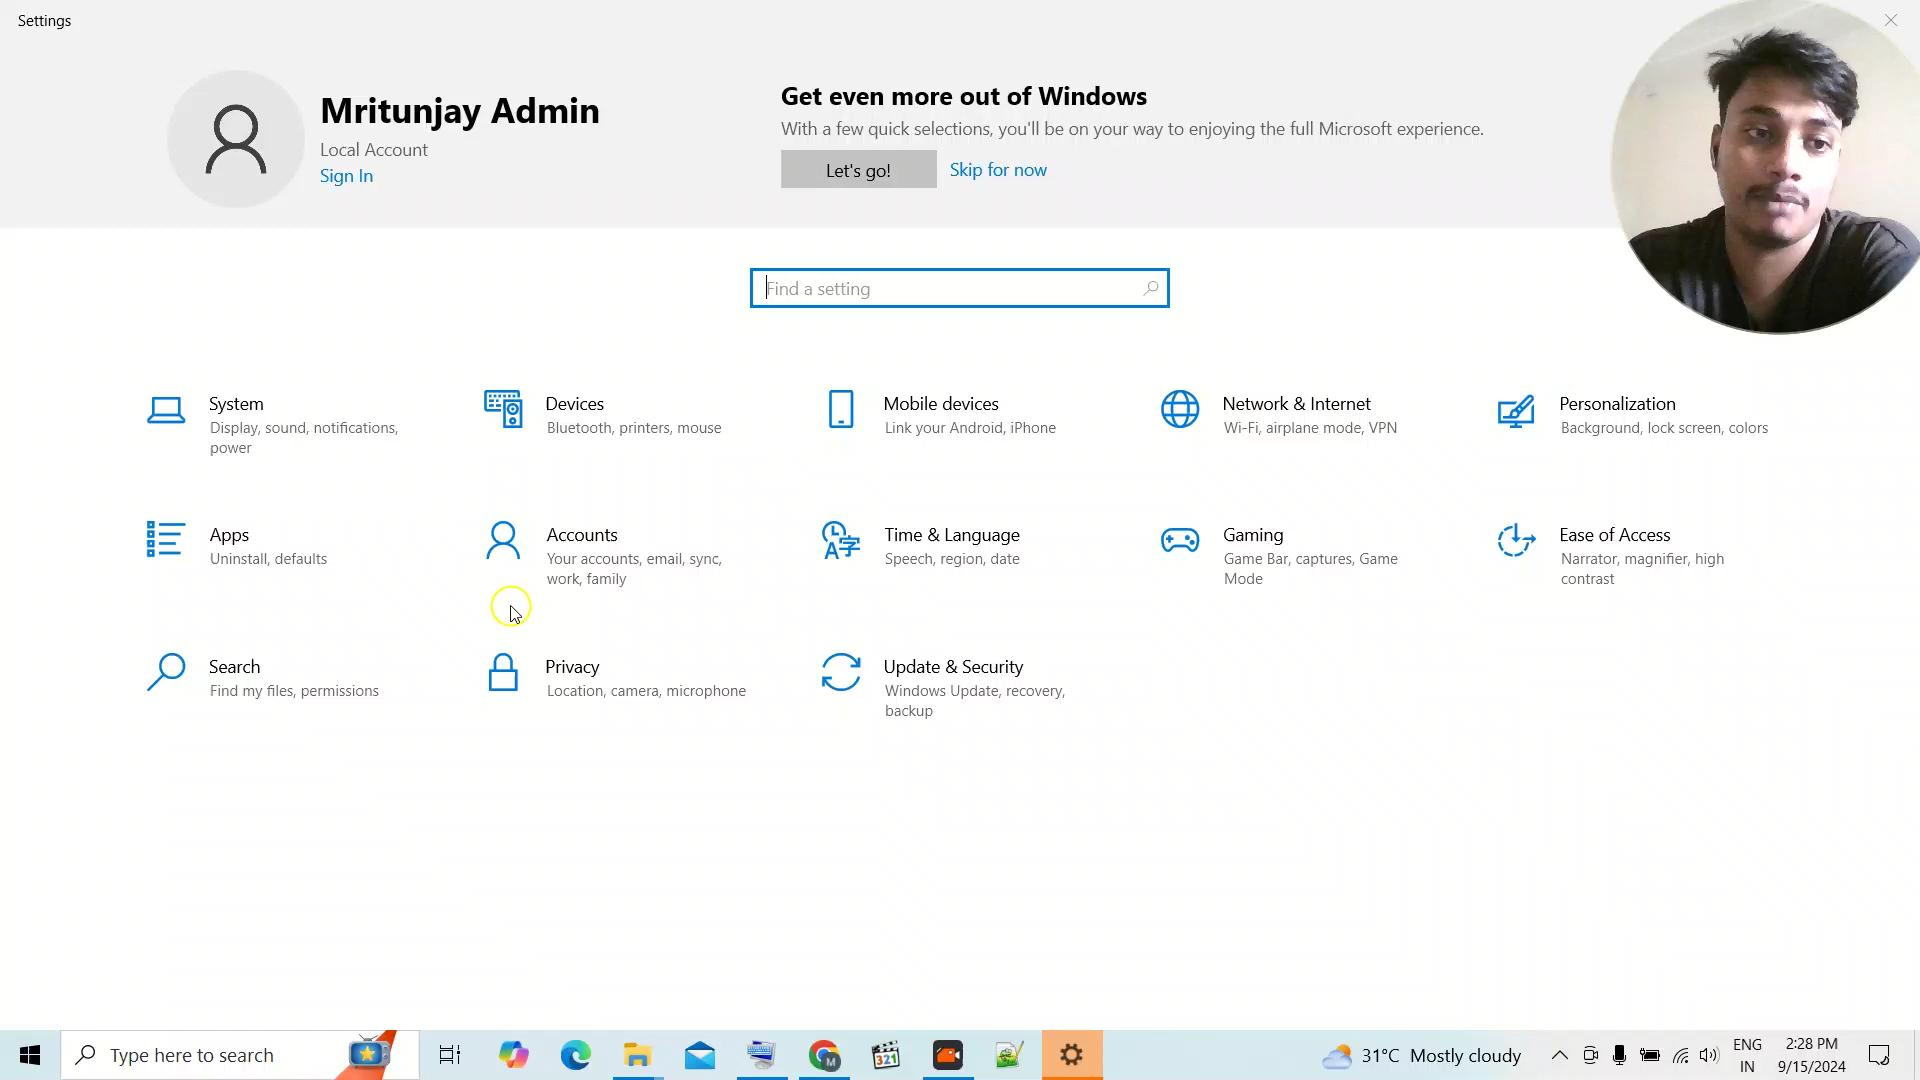 Settings
Mritunjay Admin
Local Account
Sign In
Get even more out of Windows
With a few quick selections, you'll be on your way to enjoying the full Microsoft experience.
Let's go!
Skip for now
Find a setting
System
Display, sound, notifications,
power
Devices
Bluetooth, printers, mouse
Mobile devices
Link your Android, iPhone
Network & Internet
Wi-Fi, airplane mode, VPN
Personalization
Background, lock screen, colors
Apps
Uninstall, defaults
Accounts
Your accounts, email, sync,
work, family
Time & Language
Speech, region, date
Gaming
Game Bar, captures, Game
Mode
Ease of Access
Narrator, magnifier, high
contrast
Search
Find my files, permissions
Privacy
Location, camera, microphone
Update & Security
Windows Update, recovery,
backup
Type here to search
M
321
31°C Mostly cloudy
ENG
IN
2:28 PM
9/15/2024